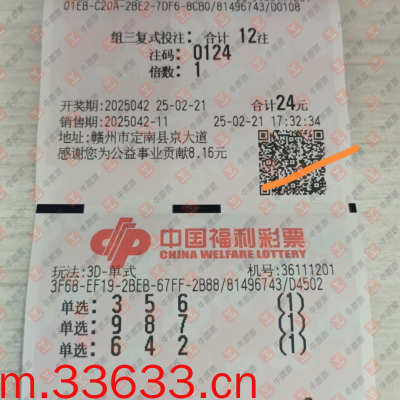 01EB-C20A-2BE2-7DF6-8CB0/81496743/D0108
组三复式投注: 合计 12注
注码: 0124
倍数: 1
开奖期:2025042 25-02-21 合计24元
销售期:2025042-11 25-02-21 17:32:34
地址:赣州市定南县京大道
感谢您为公益事业贡献8.16元
中国福利彩票
CHINA WELFARE LOTTERY
玩法:3D-单式 机号:36111201
3F68-EF19-2BEB-67FF-2B88/81496743/D4502
单选: 3 5 6 (1)
单选: 9 8 7 (1)
单选: 6 4 2 (1)
m.33633.cn